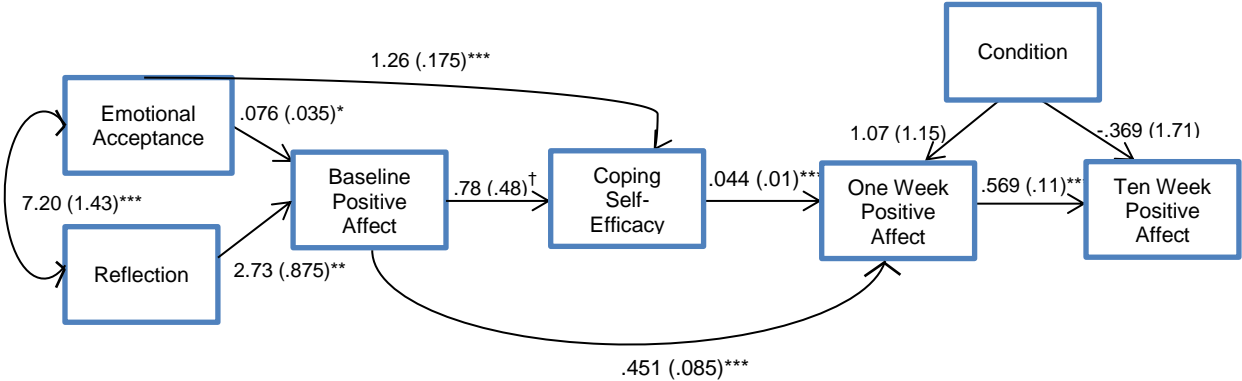 Condition
1.26 (.175)***
Emotional
Acceptance
.076 (.035)*
1.07 (1.15)
-.369 (1.71)
Baseline
Positive
Affect
.78 (.48)†
Coping
Self-
Efficacy
.044 (.01)***
One Week
Positive
Affect
.569 (.11)***
Ten Week
Positive
Affect
7.20 (1.43)***
Reflection
2.73 (.875)**
.451 (.085)***